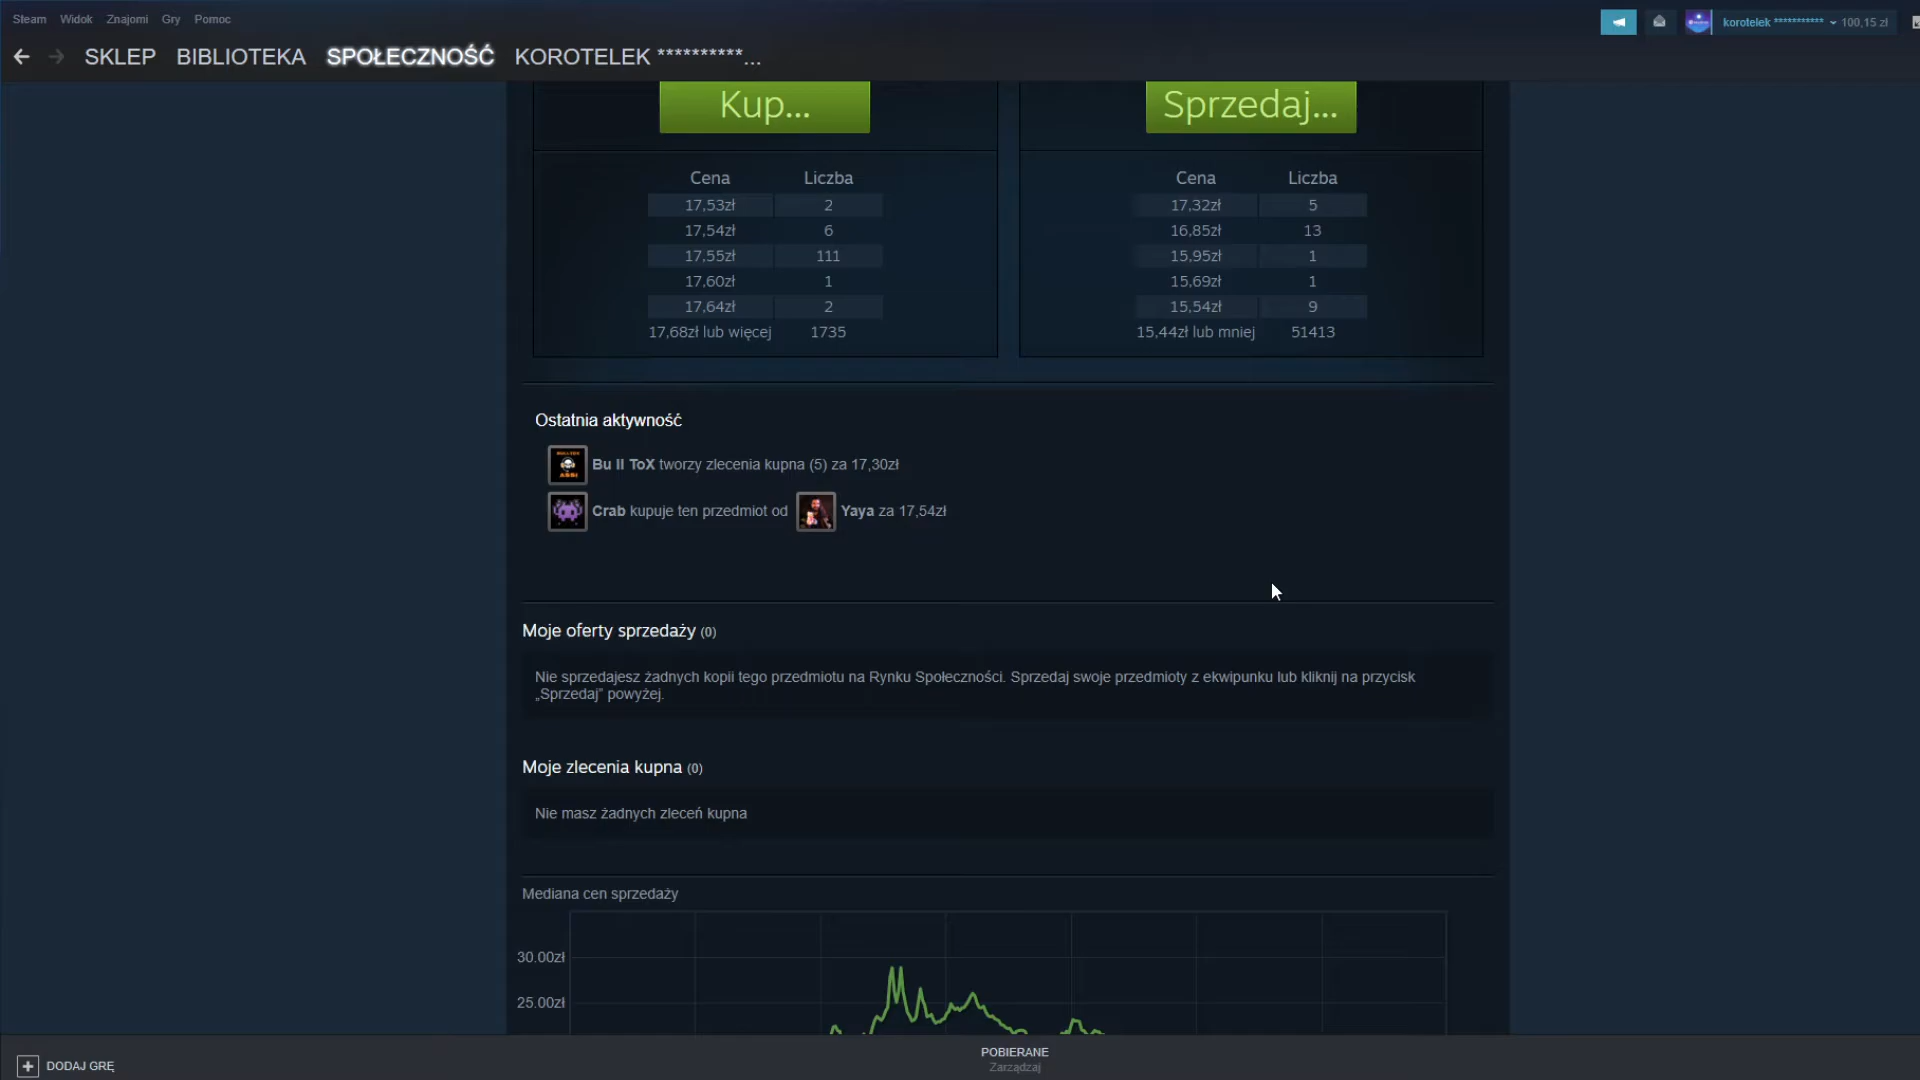 Steam Widok Znajomi Gry Pomoc
korotelek *********** 100,15 zł
SKLEP BIBLIOTEKA SPOŁECZNOŚĆ KOROTELEK **********...
Kup... Sprzedaj...
Cena Liczba Cena Liczba
17,53zł 2 17,32zł 5
17,54zł 6 16,85zł 13
17,55zł 111 15,95zł 1
17,60zł 1 15,69zł 1
17,64zł 2 15,54zł 9
17,68zł lub więcej 1735 15,44zł lub mniej 51413
Ostatnia aktywność
Bu ll ToX tworzy zlecenia kupna (5) za 17,30zł
Crab kupuje ten przedmiot od Yaya za 17,54zł
Moje oferty sprzedaży (0)
Nie sprzedajesz żadnych kopii tego przedmiotu na Rynku Społeczności. Sprzedaj swoje przedmioty z ekwipunku lub kliknij na przycisk
„Sprzedaj” powyżej.
Moje zlecenia kupna (0)
Nie masz żadnych zleceń kupna
Mediana cen sprzedaży
30.00zł
25.00zł
DODAJ GRĘ
POBIERANE
Zarządzaj